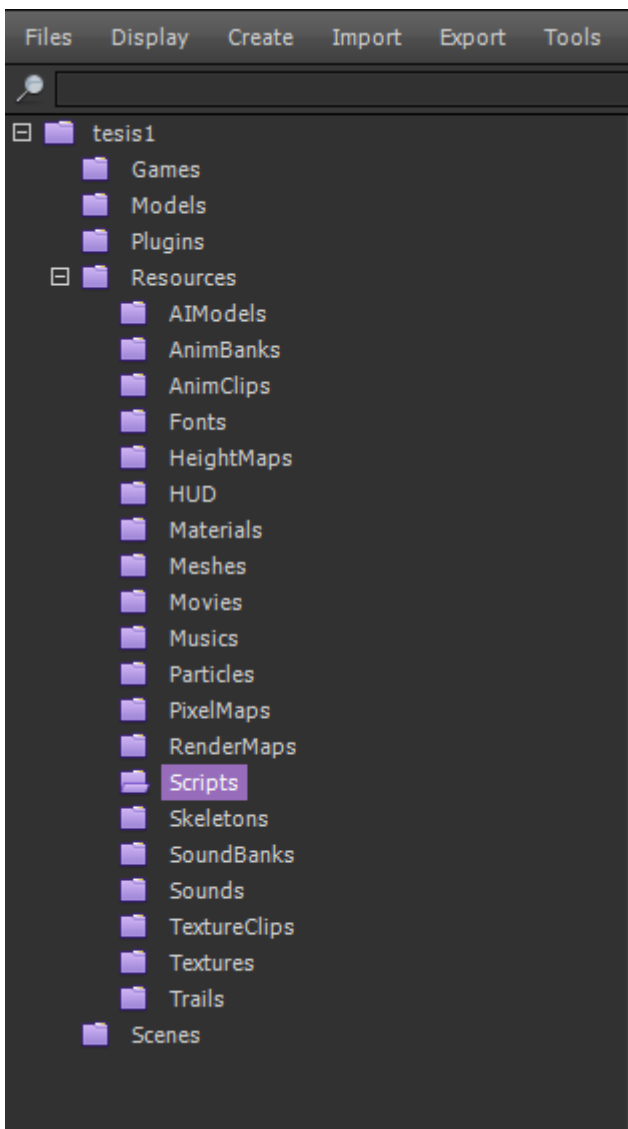 Files Display Create Import Export Tools
tesis1
Games
Models
Plugins
Resources
AIModels
AnimBanks
AnimClips
Fonts
HeightMaps
HUD
Materials
Meshes
Movies
Musics
Particles
PixelMaps
RenderMaps
Scripts
Skeletons
SoundBanks
Sounds
TextureClips
Textures
Trails
Scenes